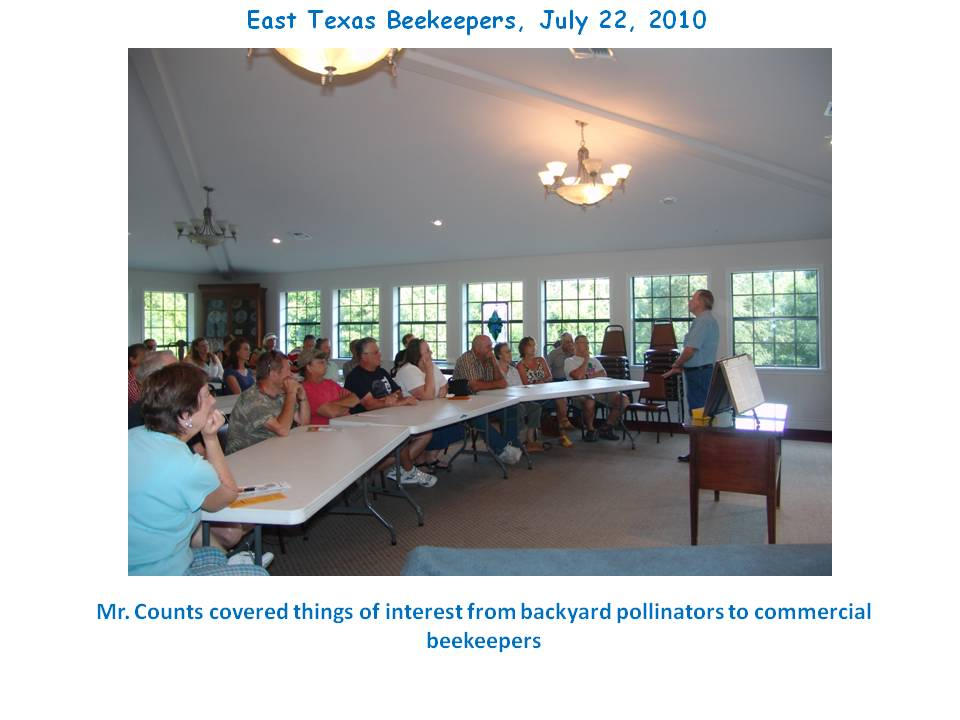 East Texas Beekeepers, July 22, 2010
Mr. Counts covered things of interest from backyard pollinators to commercial
beekeepers